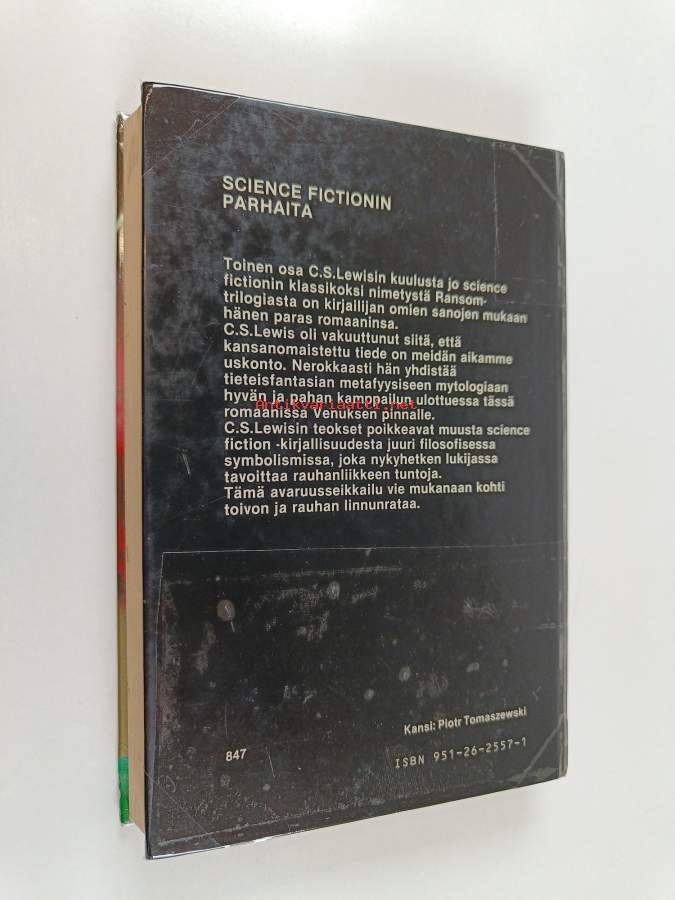 SCIENCE FICTIONIN
PARHAITA
Toinen osa C.S.Lewisin kuulusta jo science
fictionin klassikoksi nimetystä Ransom-
trilogiasta on kirjailijan omien sanojen mukaan
hänen paras romaaninsa.
C.S.Lewis oli vakuuttunut siitä, että
kansanomaistettu tiede on meidän aikamme
uskonto. Nerokkaasti hän yhdistää
tieteisfantasian metafyysiseen mytologiaan
hyvän ja pahan kamppailun ulottuessa tässä
Antikvariaatti.net
romaanissa Venuksen pinnalle.
C.S.Lewisin teokset poikkeavat muusta science
fiction -kirjallisuudesta juuri filosofisessa
symbolismissa, joka nykyhetken lukijassa
tavoittaa rauhanliikkeen tuntoja.
Tämä avaruusseikkailu vie mukanaan kohti
toivon ja rauhan linnunrataa.
Kansi: Piotr Tomaszewski
847
ISBN 951-26-2557-1